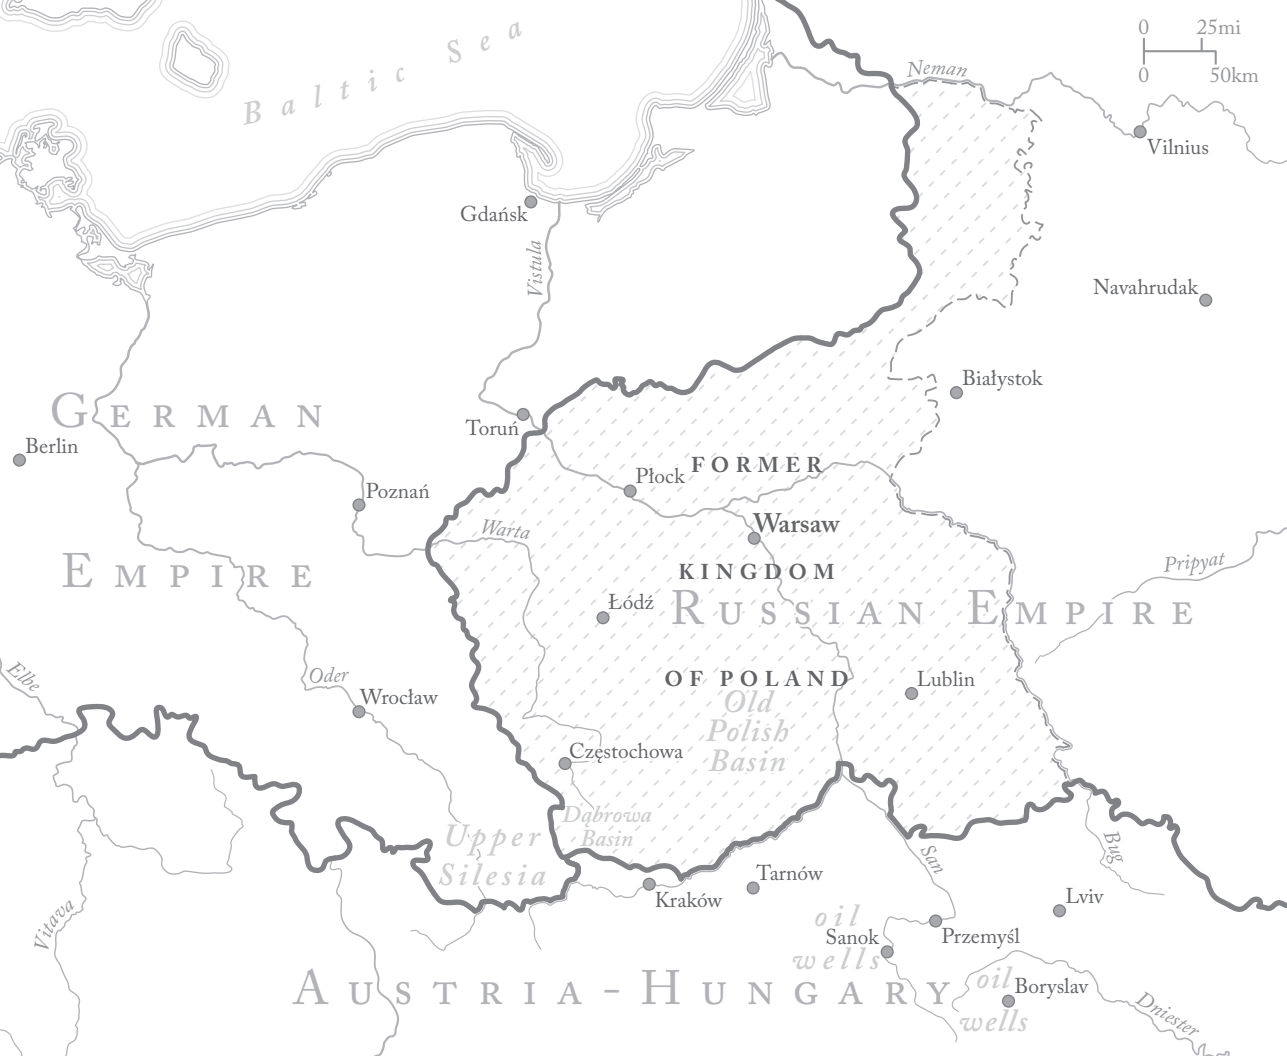 0 25mi
0 50km
Baltic Sea
Neman
Vilnius
Gdańsk
Vistula
Navahrudak
Białystok
GERMAN
Toruń
Berlin
FORMER
Płock
Poznań
Warsaw
Warta
EMPIRE
KINGDOM
Pripyat
Łódź
RUSSIAN EMPIRE
Elbe
Oder
OF POLAND
Lublin
Wrocław
Old
Polish
Basin
Częstochowa
Dąbrowa
Basin
Upper
Silesia
San
Bug
Tarnów
Kraków
Lviv
Vitava
oil
wells
Sanok
Przemyśl
AUSTRIA-HUNGARY
oil
wells
Boryslav
Dniester